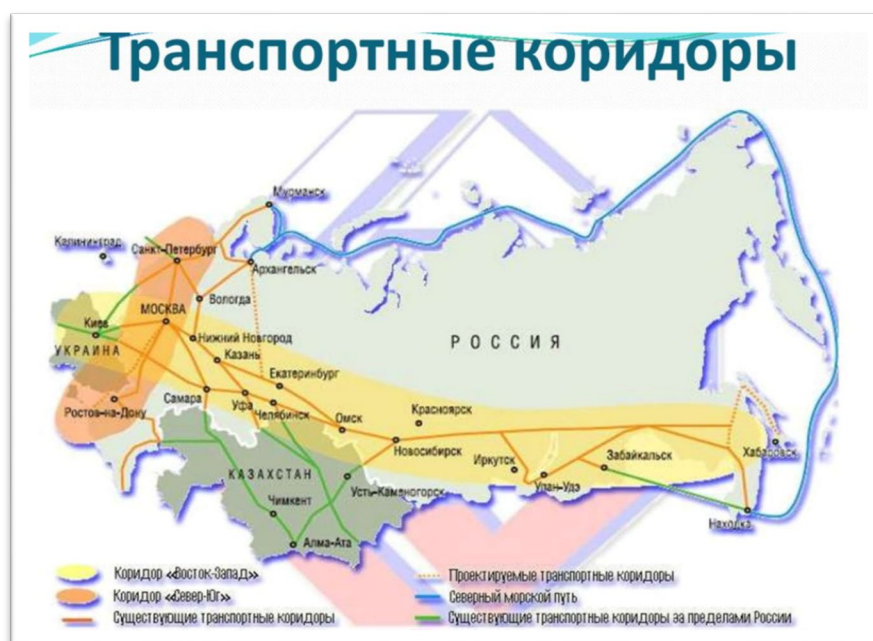 Транспортные коридоры
Мурманск
Калининград
Санкт-Петербург
Архангельск
Вологда
МОСКВА
Киев
УКРАИНА
Нижний Новгород
Казань
РОССИЯ
Екатеринбург
Самара
Уфа
Ростов-на-Дону
Челябинск
Омск
Красноярск
Новосибирск
Иркутск
Забайкальск
Хабаровск
КАЗАХСТАН
Усть-Каменогорск
Улан-Удэ
Чимкент
Находка
Алма-Ата
Коридор «Восток-Запад»
Коридор «Север-Юг»
Существующие транспортные коридоры
Проектируемые транспортные коридоры
Северный морской путь
Существующие транспортные коридоры за пределами России